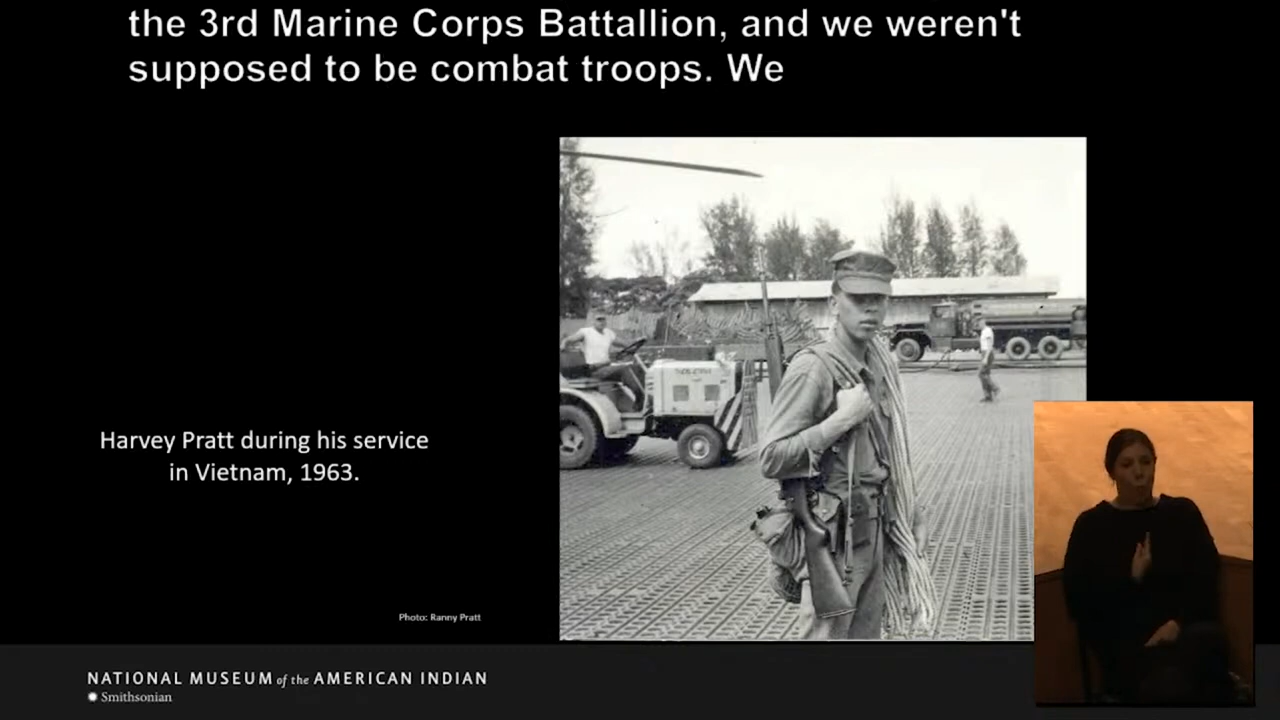 the 3rd Marine Corps Battallion, and we weren't
supposed to be combat troops. We
Harvey Pratt during his service
in Vietnam, 1963.
Photo: Ranny Pratt
NATIONAL MUSEUM of the AMERICAN INDIAN
Smithsonian